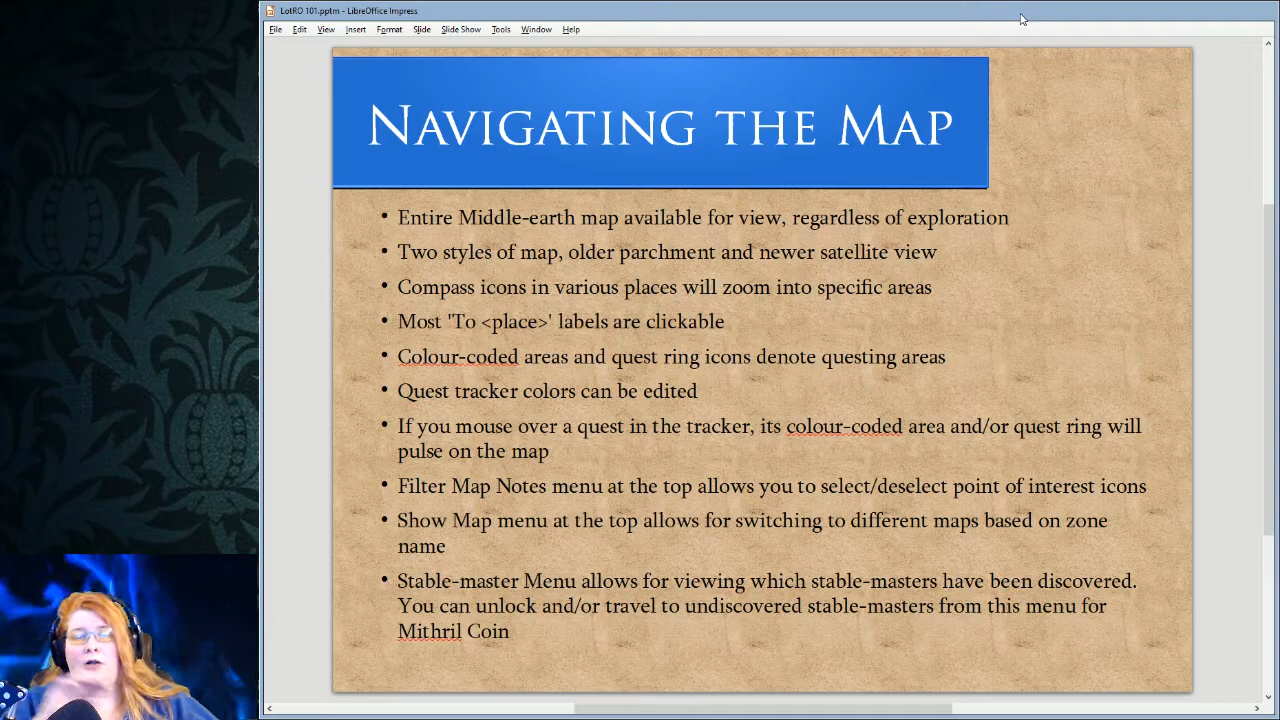 LotRO 101.pptm - LibreOffice Impress
File Edit View Insert Format Slide Slide Show Tools Window Help
Navigating the Map
• Entire Middle-earth map available for view, regardless of exploration
• Two styles of map, older parchment and newer satellite view
• Compass icons in various places will zoom into specific areas
• Most 'To <place>' labels are clickable
• Colour-coded areas and quest ring icons denote questing areas
• Quest tracker colors can be edited
• If you mouse over a quest in the tracker, its colour-coded area and/or quest ring will
pulse on the map
• Filter Map Notes menu at the top allows you to select/deselect point of interest icons
• Show Map menu at the top allows for switching to different maps based on zone
name
• Stable-master Menu allows for viewing which stable-masters have been discovered.
You can unlock and/or travel to undiscovered stable-masters from this menu for
Mithril Coin